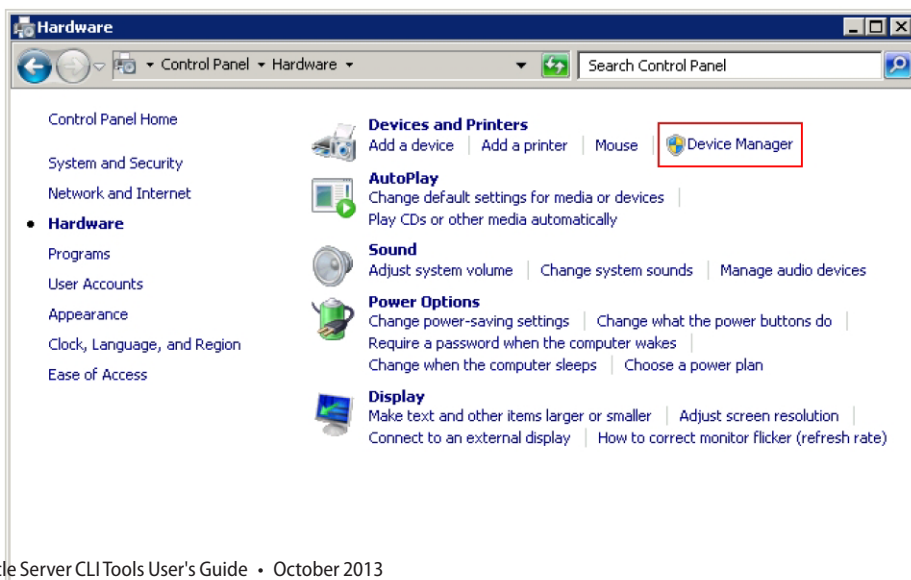 Hardware
Control Panel Hardware Search Control Panel
Control Panel Home
System and Security
Network and Internet
Hardware
Programs
User Accounts
Appearance
Clock, Language, and Region
Ease of Access
Devices and Printers
Add a device Add a printer Mouse Device Manager
AutoPlay
Change default settings for media or devices
Play CDs or other media automatically
Sound
Adjust system volume Change system sounds Manage audio devices
Power Options
Change power-saving settings Change what the power buttons do
Require a password when the computer wakes
Change when the computer sleeps Choose a power plan
Display
Make text and other items larger or smaller Adjust screen resolution
Connect to an external display How to correct monitor flicker (refresh rate)
Server CLI Tools User's Guide • October 2013